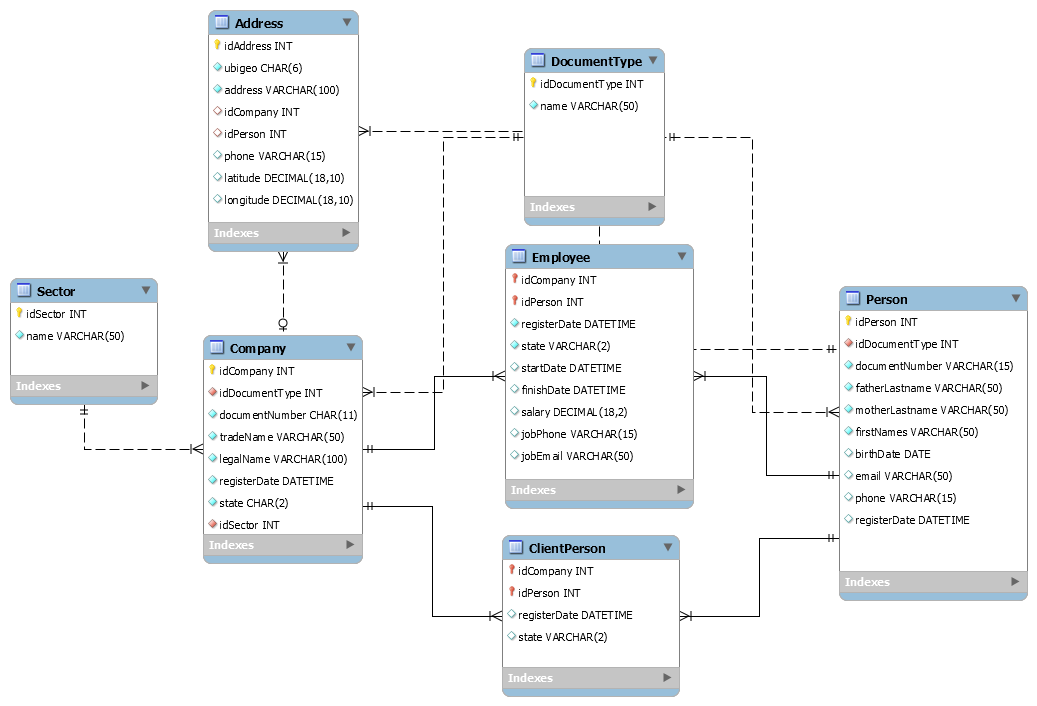 Address
idAddress INT
ubigeo CHAR(6)
address VARCHAR(100)
idCompany INT
idPerson INT
phone VARCHAR(15)
latitude DECIMAL(18,10)
longitude DECIMAL(18,10)
Indexes
DocumentType
idDocumentType INT
name VARCHAR(50)
Indexes
Sector
idSector INT
name VARCHAR(50)
Indexes
Company
idCompany INT
idDocumentType INT
documentNumber CHAR(11)
tradeName VARCHAR(50)
legalName VARCHAR(100)
registerDate DATETIME
state CHAR(2)
idSector INT
Indexes
Employee
idCompany INT
idPerson INT
registerDate DATETIME
state VARCHAR(2)
startDate DATETIME
finishDate DATETIME
salary DECIMAL(18,2)
jobPhone VARCHAR(15)
jobEmail VARCHAR(50)
Indexes
Person
idPerson INT
idDocumentType INT
documentNumber VARCHAR(15)
fatherLastname VARCHAR(50)
motherLastname VARCHAR(50)
firstNames VARCHAR(50)
birthDate DATE
email VARCHAR(50)
phone VARCHAR(15)
registerDate DATETIME
Indexes
ClientPerson
idCompany INT
idPerson INT
registerDate DATETIME
state VARCHAR(2)
Indexes